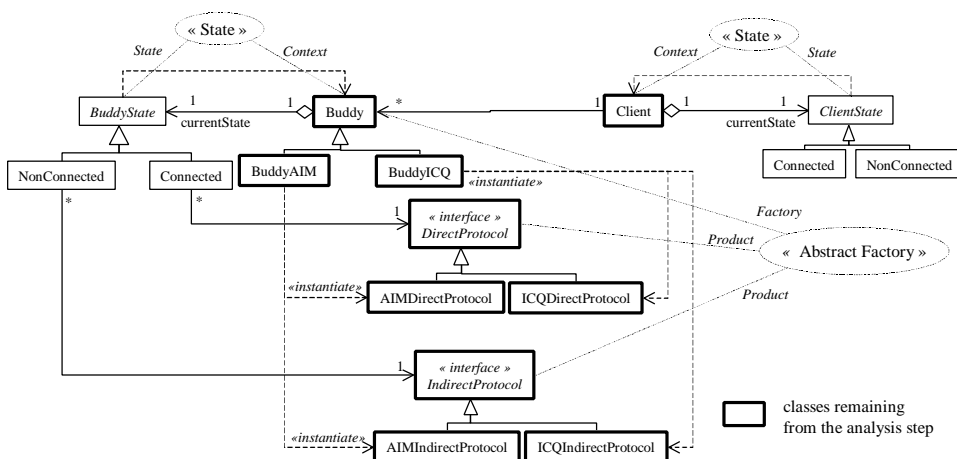 « State »
« State »
State
Context
Context
State
1
1
*
1
1
1
BuddyState
Buddy
Client
ClientState
currentState
currentState
NonConnected
Connected
BuddyAIM
BuddyICQ
Connected
NonConnected
«instantiate»
*
*
1
« interface »
DirectProtocol
Factory
Product
« Abstract Factory »
«instantiate»
AIMDirectProtocol
ICQDirectProtocol
Product
1
« interface »
IndirectProtocol
classes remaining
from the analysis step
«instantiate»
AIMIndirectProtocol
ICQIndirectProtocol